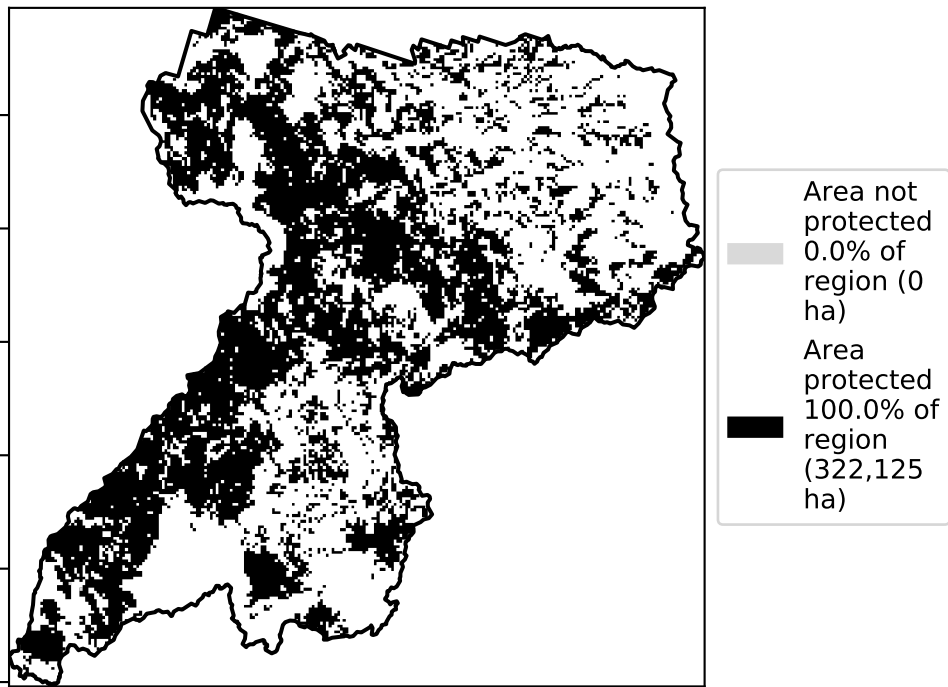 Area not
protected
0.0% of
region (0
ha)
Area
protected
100.0% of
region
(322,125
ha)